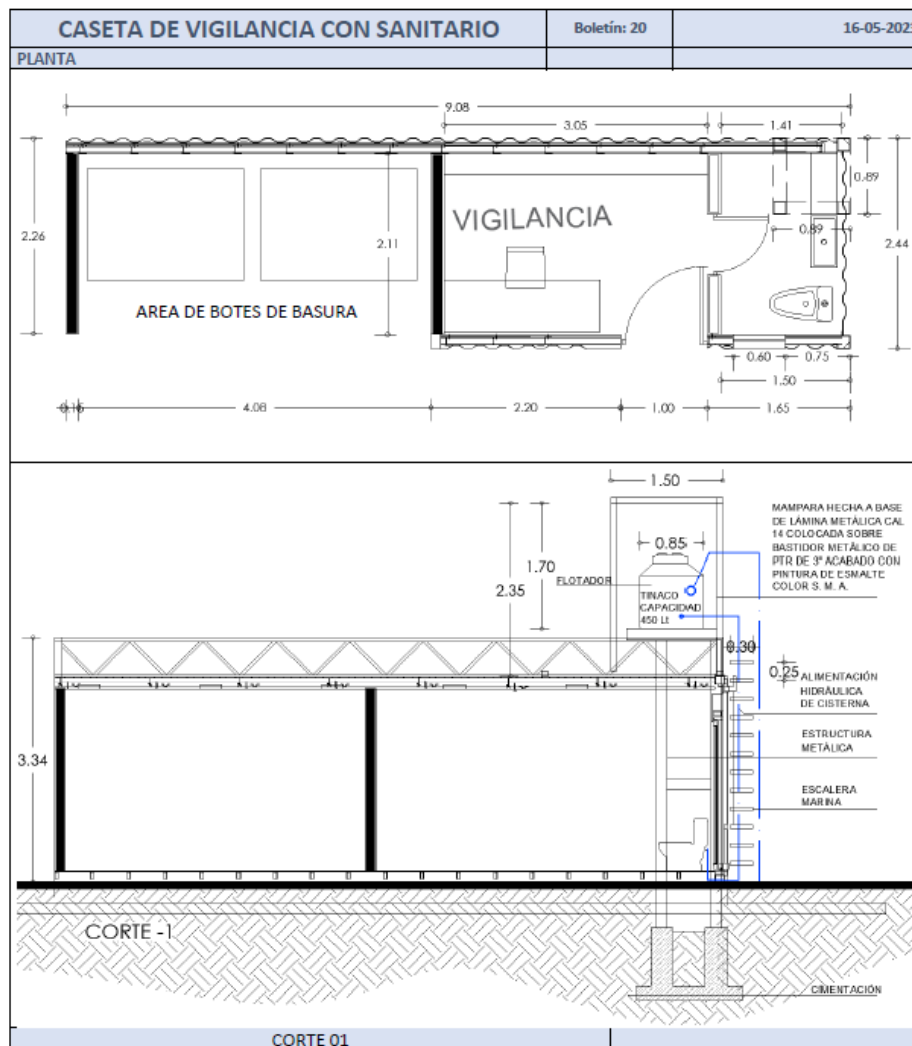 CASETA DE VIGILANCIA CON SANITARIO
Boletín: 20
16-05-2023
PLANTA
9.08
3.05
1.41
0.89
2.26
2.11
VIGILANCIA
0.89
2.44
AREA DE BOTES DE BASURA
0.60
0.75
1.50
0.15
4.08
2.20
1.00
1.65
1.50
MAMPARA HECHA A BASE
DE LÁMINA METÁLICA CAL
14 COLOCADA SOBRE
BASTIDOR METÁLICO DE
PTR DE 3" ACABADO CON
PINTURA DE ESMALTE
COLOR S. M. A.
0.85
1.70
2.35
FLOTADOR
TINACO
CAPACIDAD
450 Lt
0.30
0.25
ALIMENTACIÓN
HIDRÁULICA
DE CISTERNA
ESTRUCTURA
METÁLICA
3.34
ESCALERA
MARINA
CORTE -1
CIMENTACIÓN
CORTE 01